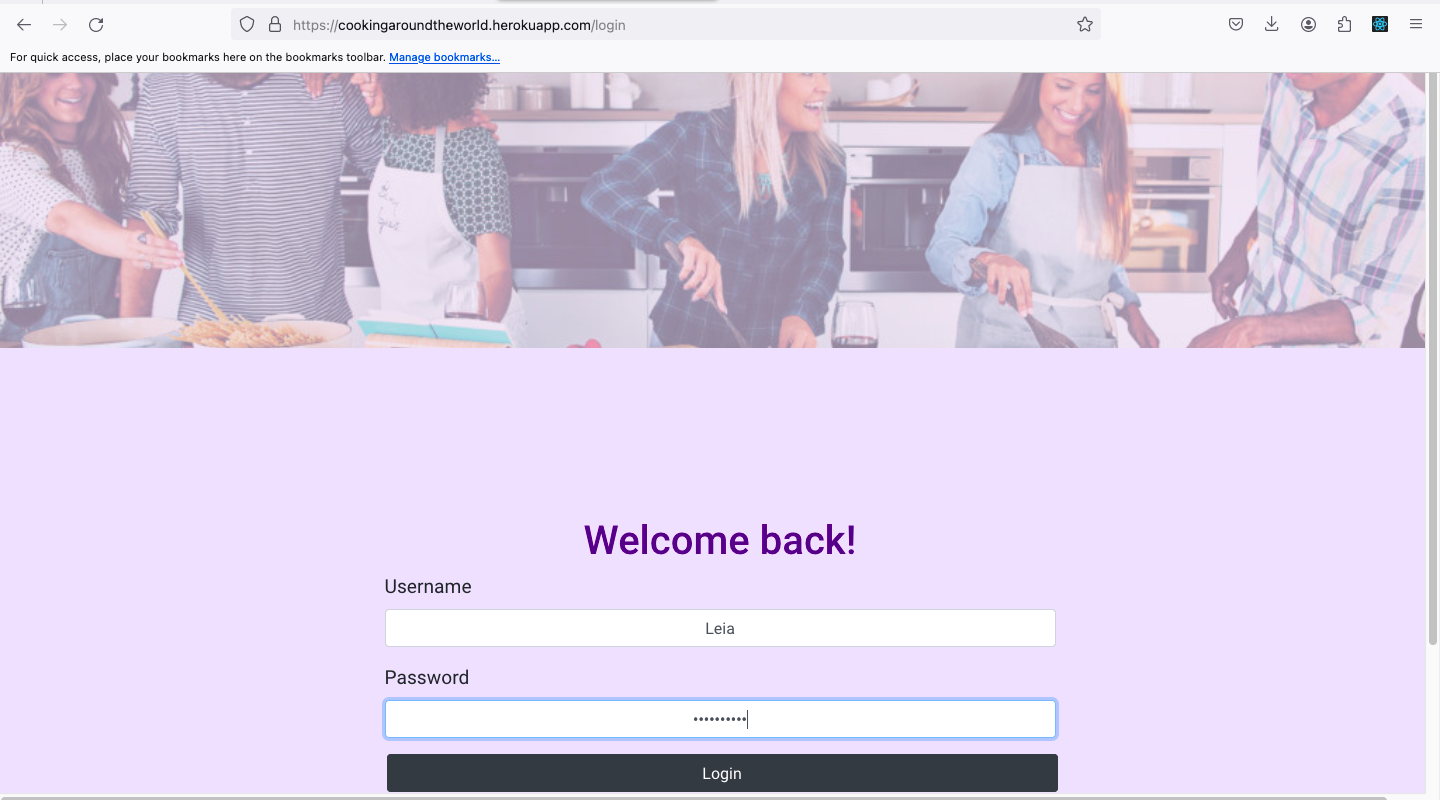 https://cookingaroundtheworld.herokuapp.com/login
For quick access, place your bookmarks here on the bookmarks toolbar. Manage bookmarks...
Welcome back!
Username
Leia
Password
••••••••••
Login